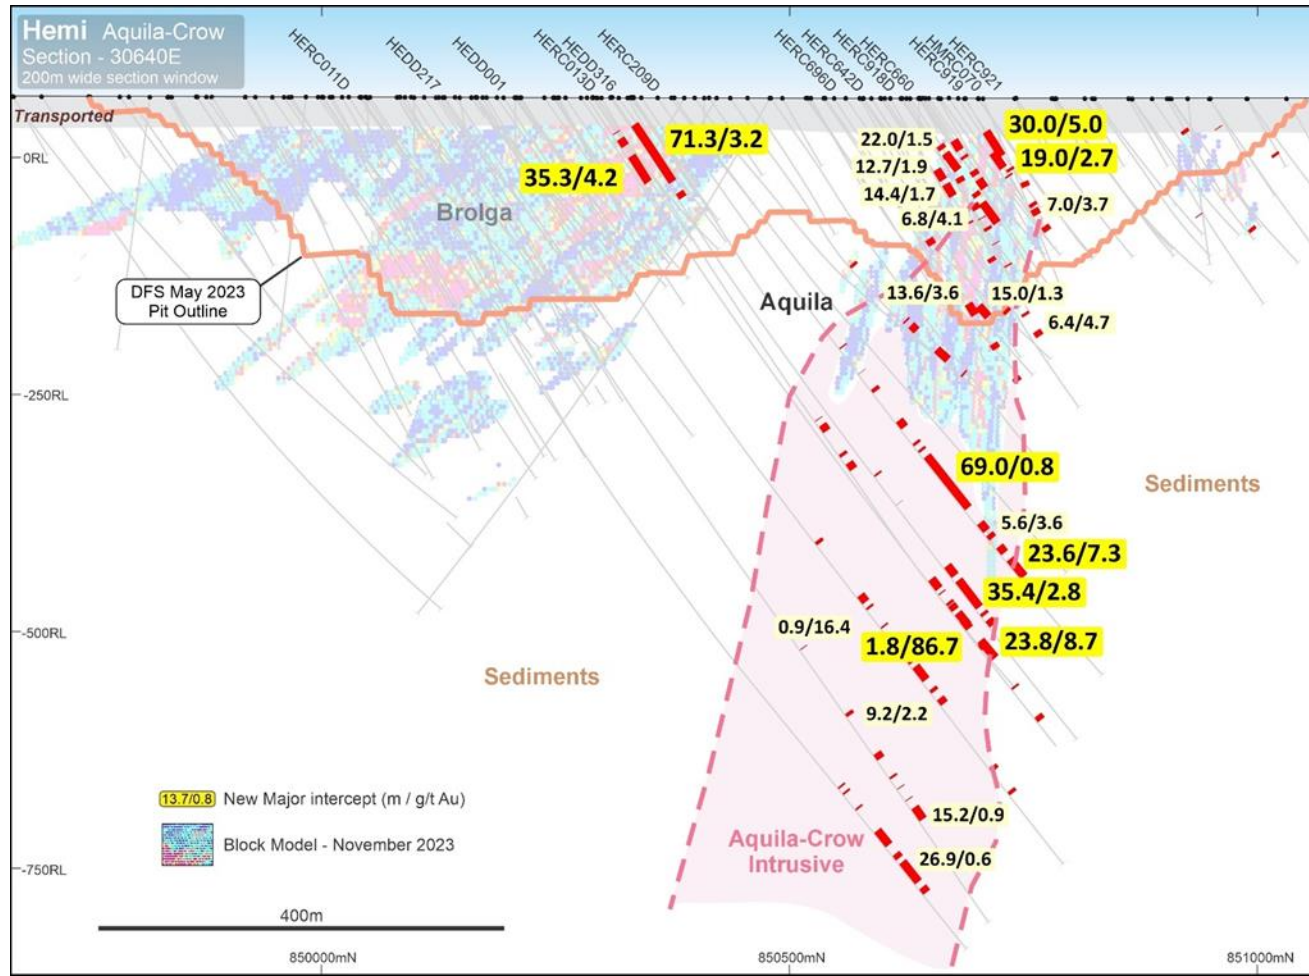 Hemi Aquila-Crow
Section - 30640E
200m wide section window
HERC011D
HEDD217
HEDD001
HERC013D
HEDD316
HERC209D
HERC696D
HERC642D
HERC918D
HERC660
HERC919
HMRC070
HERC921
Transported
0RL
71.3/3.2
35.3/4.2
Brolga
22.0/1.5
12.7/1.9
14.4/1.7
6.8/4.1
30.0/5.0
19.0/2.7
7.0/3.7
DFS May 2023
Pit Outline
Aquila
13.6/3.6
15.0/1.3
6.4/4.7
-250RL
69.0/0.8
Sediments
5.6/3.6
23.6/7.3
35.4/2.8
-500RL
0.9/16.4
1.8/86.7
23.8/8.7
Sediments
9.2/2.2
13.7/0.8 New Major intercept (m / g/t Au)
Block Model - November 2023
15.2/0.9
Aquila-Crow
Intrusive
26.9/0.6
-750RL
400m
850000mN
850500mN
851000mN